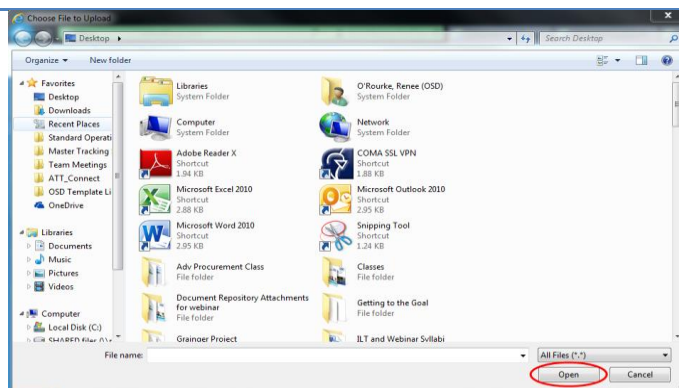 Choose File to Upload
Desktop
Search Desktop
Organize
New folder
Favorites
Desktop
Downloads
Recent Places
Standard Operati
Master Tracking
Team Meetings
ATT_Connect
OSD Template Li
OneDrive
Libraries
Documents
Music
Pictures
Videos
Computer
Local Disk (C:)
Libraries
System Folder
Computer
System Folder
Adobe Reader X
Shortcut
1.94 KB
Microsoft Excel 2010
Shortcut
2.88 KB
Microsoft Word 2010
Shortcut
2.95 KB
Adv Procurement Class
File folder
Document Repository Attachments
for webinar
File folder
Grainger Project
O'Rourke, Renee (OSD)
System Folder
Network
System Folder
COMA SSL VPN
Shortcut
1.88 KB
Microsoft Outlook 2010
Shortcut
2.95 KB
Snipping Tool
Shortcut
1.24 KB
Classes
File folder
Getting to the Goal
File folder
ILT and Webinar Syllabi
File name:
All Files (*.*)
Open
Cancel